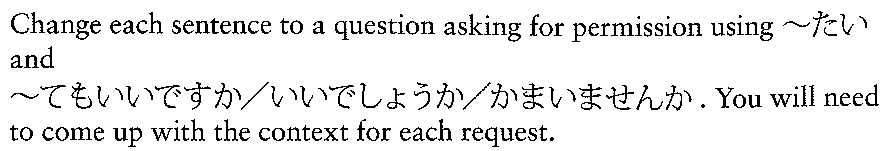 Change each sentence to a question asking for permission using ～たい
and
～てもいいですか／いいでしょうか／かまいませんか. You will need
to come up with the context for each request.